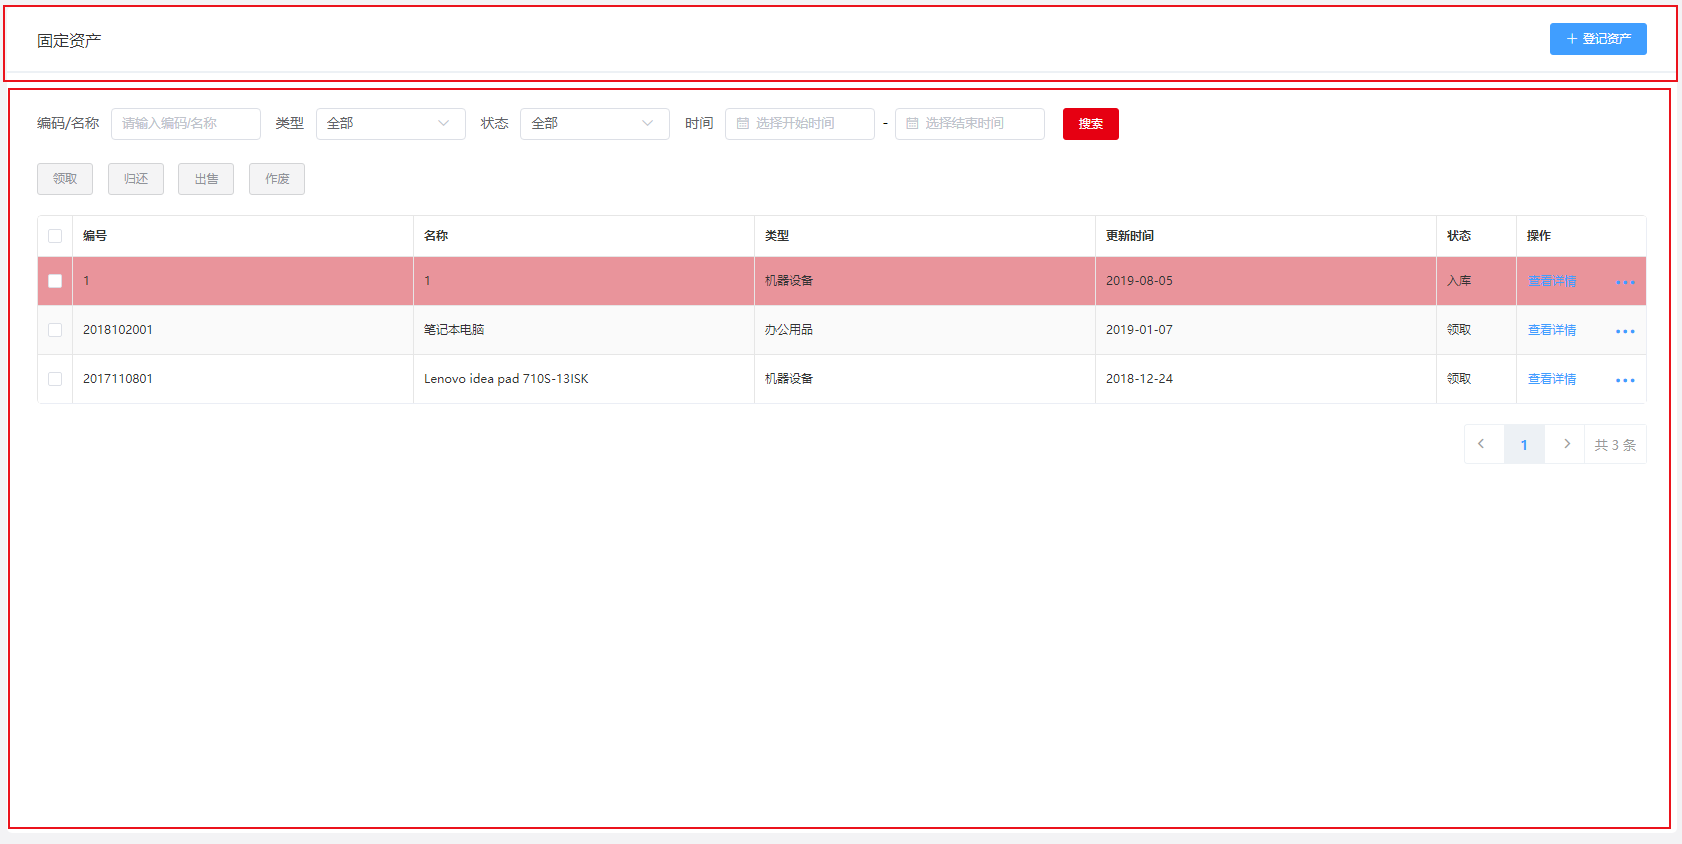 固定资产
登记资产
编码/名称 请输入编码/名称 类型 全部 状态 全部 时间 选择开始时间 - 选择结束时间 搜索
领取 归还 出售 作废
编号 名称 类型 更新时间 状态 操作
1 1 机器设备 2019-08-05 入库 查看详情
2018102001 笔记本电脑 办公用品 2019-01-07 领取 查看详情
2017110801 Lenovo idea pad 710S-13ISK 机器设备 2018-12-24 领取 查看详情
1 共 3 条